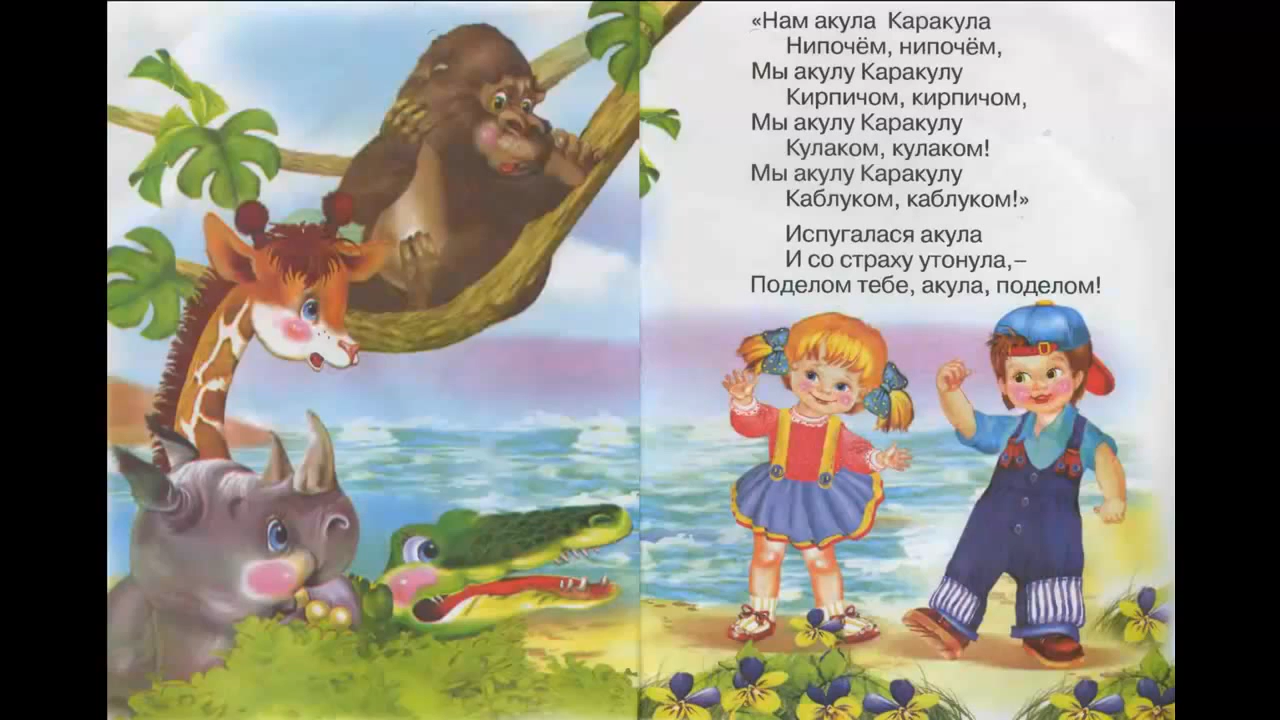 «Нам акула Каракула
Нипочём, нипочём,
Мы акулу Каракулу
Кирпичом, кирпичом,
Мы акулу Каракулу
Кулаком, кулаком!
Мы акулу Каракулу
Каблуком, каблуком!»
Испугалася акула
И со страху утонула,–
Поделом тебе, акула, поделом!